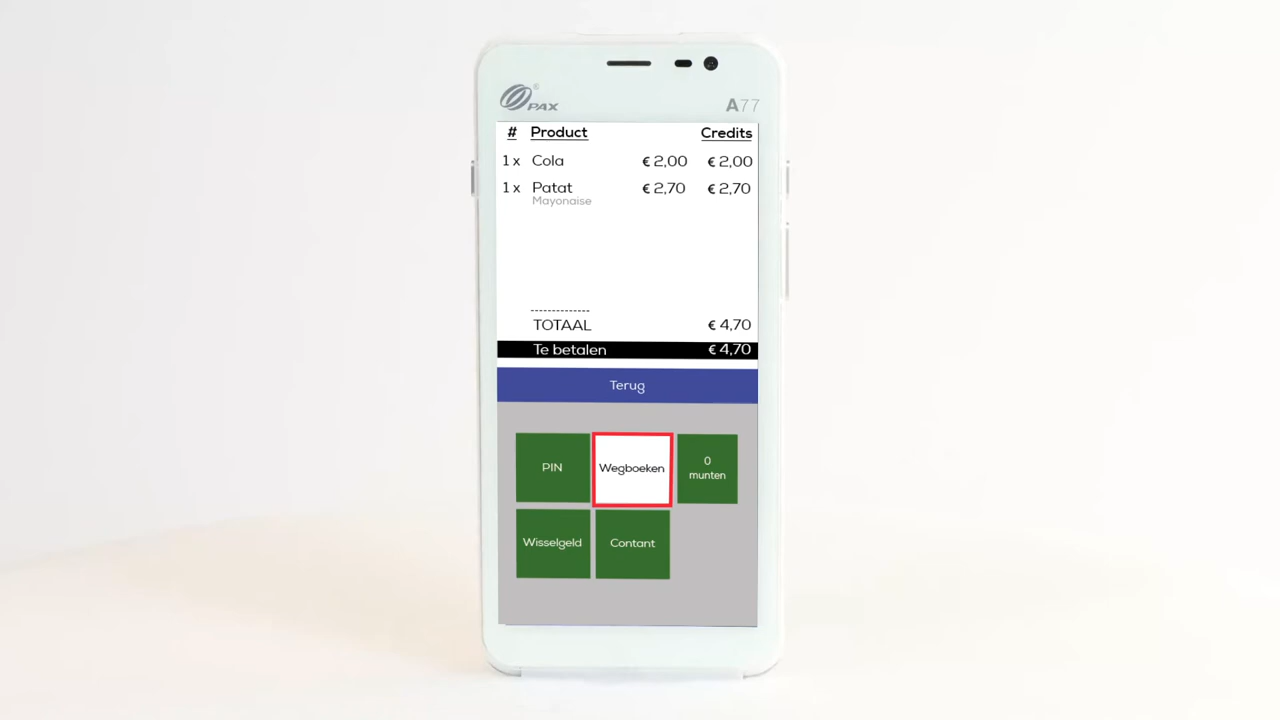 PAX ®
A77
# Product Credits
1 x Cola € 2,00 € 2,00
1 x Patat € 2,70 € 2,70
Mayonaise
--------------
TOTAAL € 4,70
Te betalen € 4,70
Terug
PIN
Wegboeken
0
munten
Wisselgeld
Contant